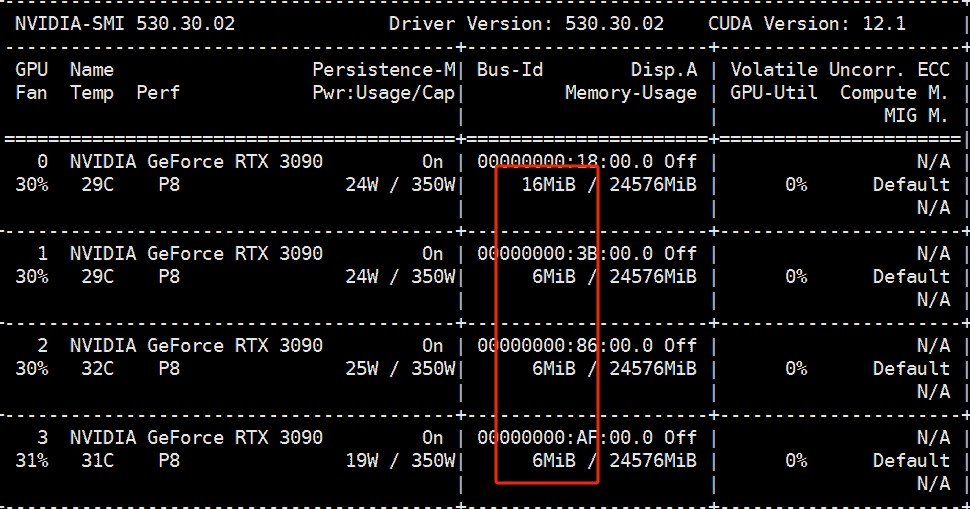 NVIDIA-SMI 530.30.02 Driver Version: 530.30.02 CUDA Version: 12.1 |
-----------------------------------------+----------------------+----------------------+
GPU Name Persistence-M| Bus-Id Disp.A | Volatile Uncorr. ECC |
Fan Temp Perf Pwr:Usage/Cap| Memory-Usage | GPU-Util Compute M. |
| | MIG M. |
=========================================+======================+======================|
0 NVIDIA GeForce RTX 3090 On | 00000000:18:00.0 Off | N/A |
30% 29C P8 24W / 350W| 16MiB / 24576MiB | 0% Default |
| | N/A |
-----------------------------------------+----------------------+----------------------+
1 NVIDIA GeForce RTX 3090 On | 00000000:3B:00.0 Off | N/A |
30% 29C P8 24W / 350W| 6MiB / 24576MiB | 0% Default |
| | N/A |
-----------------------------------------+----------------------+----------------------+
2 NVIDIA GeForce RTX 3090 On | 00000000:86:00.0 Off | N/A |
30% 32C P8 25W / 350W| 6MiB / 24576MiB | 0% Default |
| | N/A |
-----------------------------------------+----------------------+----------------------+
3 NVIDIA GeForce RTX 3090 On | 00000000:AF:00.0 Off | N/A |
31% 31C P8 19W / 350W| 6MiB / 24576MiB | 0% Default |
| | N/A |
-----------------------------------------+----------------------+----------------------+